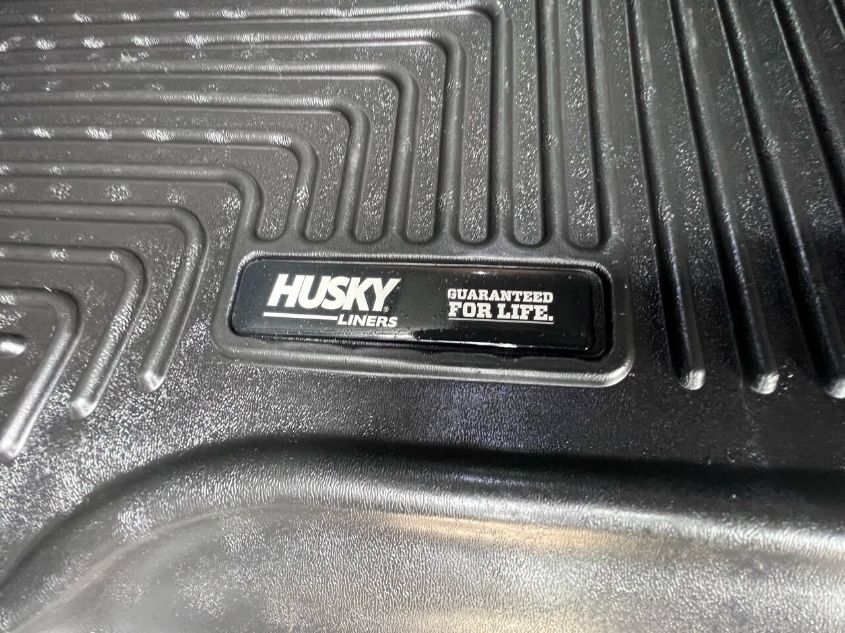 HUSKY®
LINERS
GUARANTEED
FOR LIFE.